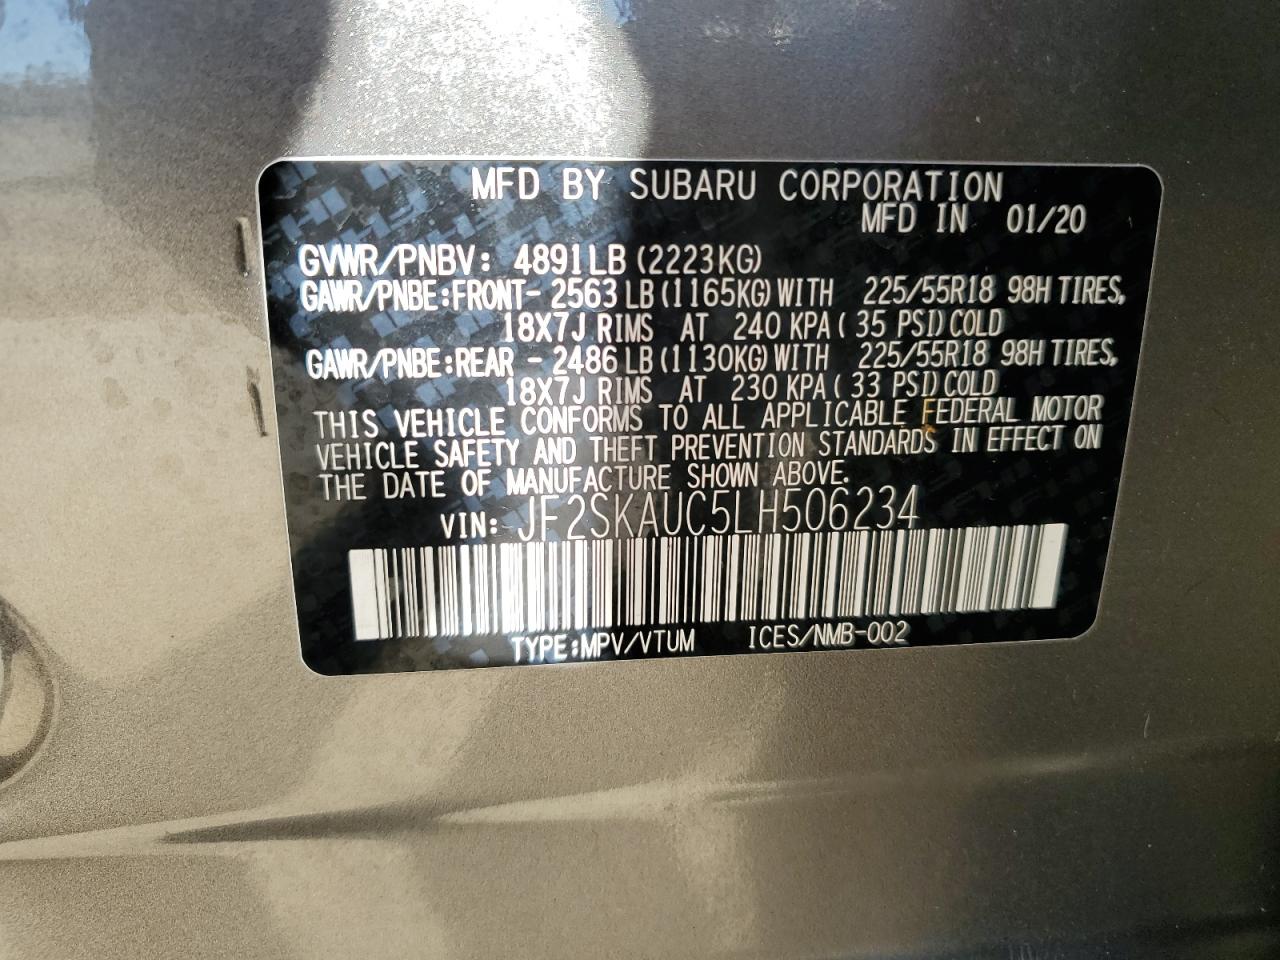 MFD BY SUBARU CORPORATION
MFD IN 01/20
GVWR/PNBV: 4891LB (2223KG)
GAWR/PNBE:FRONT- 2563 LB (1165KG) WITH 225/55R18 98H TIRES,
18X7J RIMS AT 240 KPA ( 35 PSI) COLD
GAWR/PNBE:REAR - 2486 LB (1130KG) WITH 225/55R18 98H TIRES,
18X7J RIMS AT 230 KPA ( 33 PSI) COLD
THIS VEHICLE CONFORMS TO ALL APPLICABLE FEDERAL MOTOR
VEHICLE SAFETY AND THEFT PREVENTION STANDARDS IN EFFECT ON
THE DATE OF MANUFACTURE SHOWN ABOVE.
VIN: JF2SKAUC5LH506234
TYPE:MPV/VTUM ICES/NMB-002